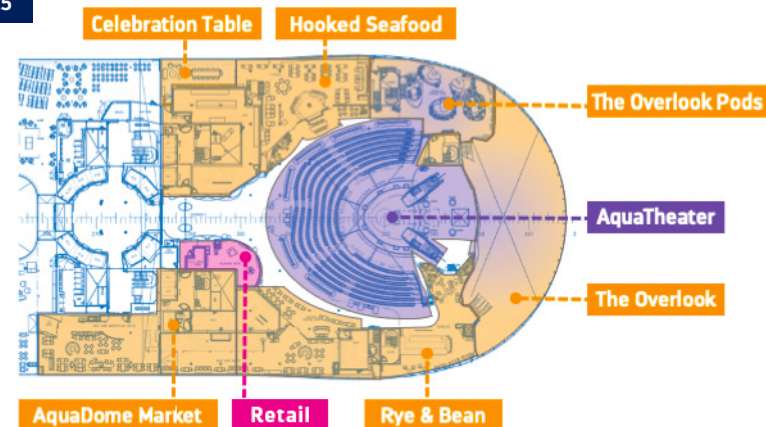 5
Celebration Table
Hooked Seafood
The Overlook Pods
AquaTheater
The Overlook
AquaDome Market
Retail
Rye & Bean